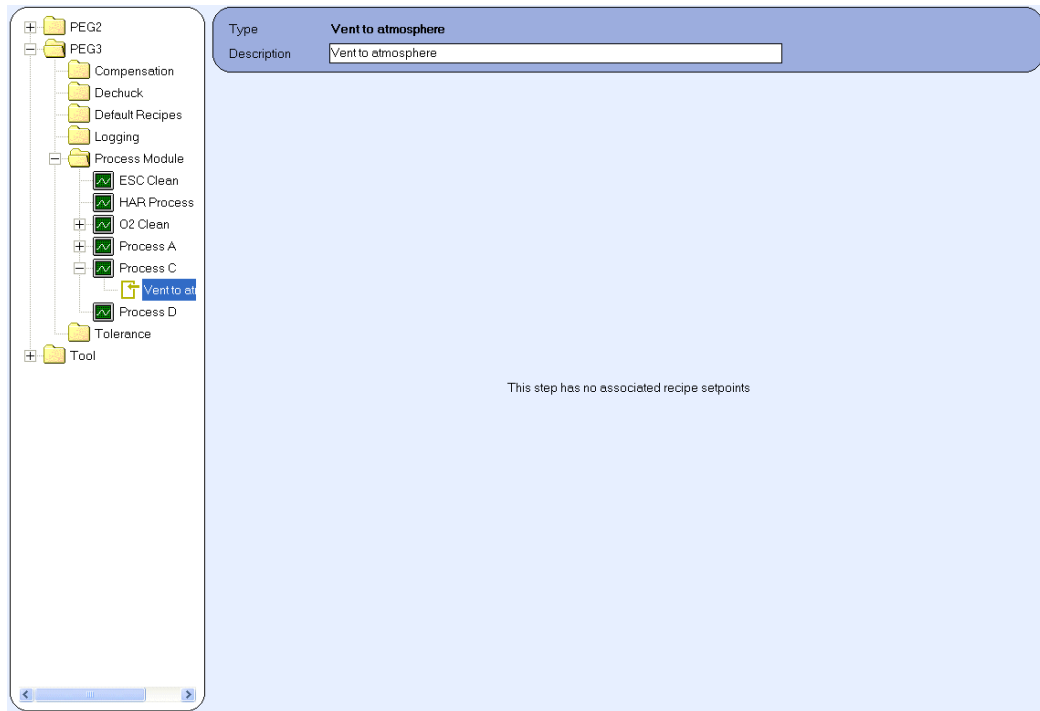 PEG2
PEG3
Compensation
Dechuck
Default Recipes
Logging
Process Module
ESC Clean
HAR Process
O2 Clean
Process A
Process C
Vent to atm
Process D
Tolerance
Tool
Type Vent to atmosphere
Description Vent to atmosphere
This step has no associated recipe setpoints